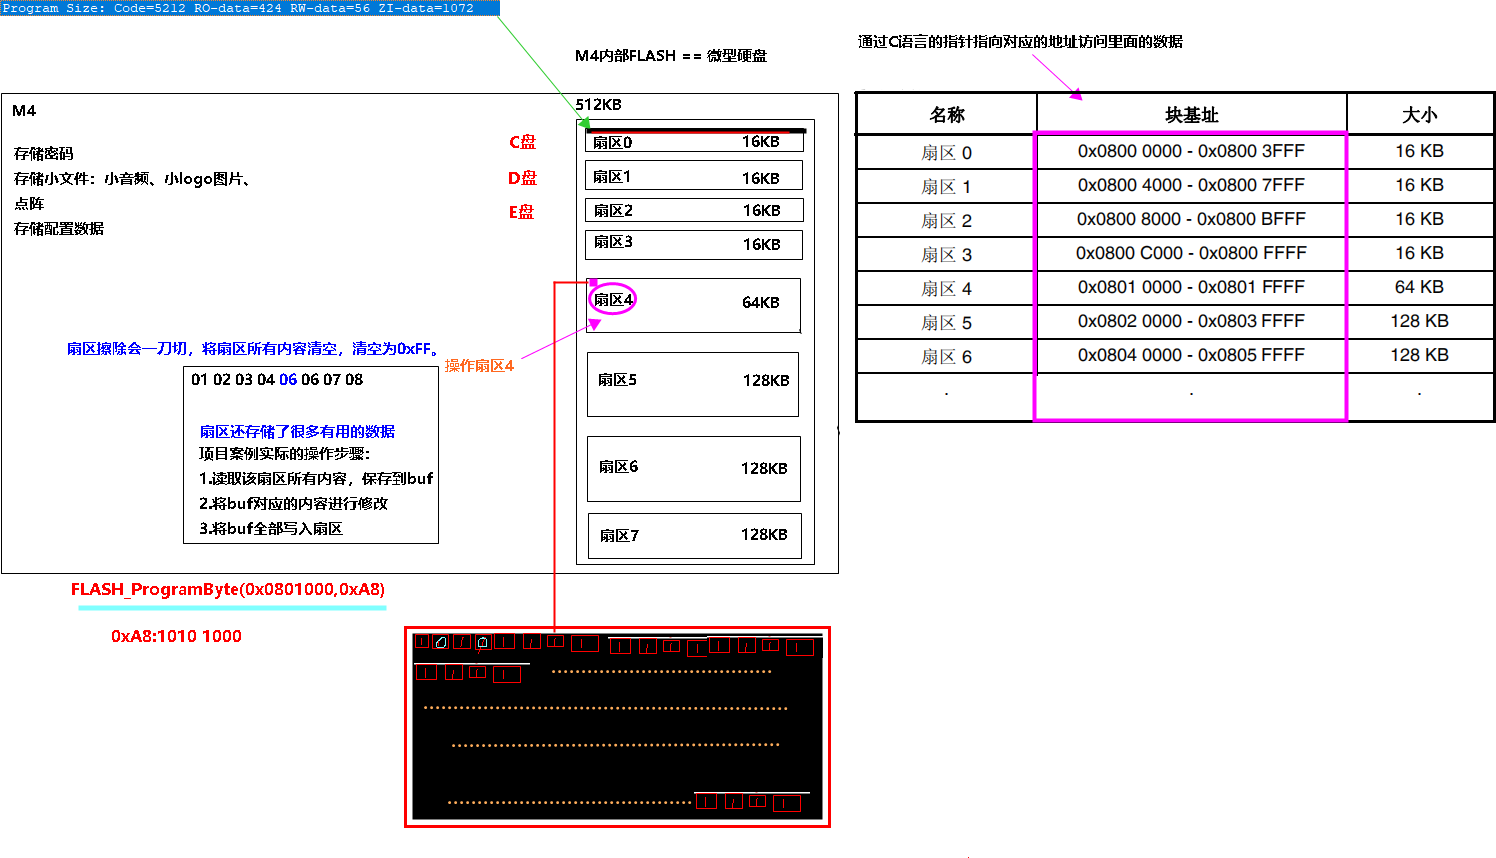 Program Size: Code=5212 RO-data=424 RW-data=56 ZI-data=1072
M4内部FLASH == 微型硬盘
通过C语言的指针指向对应的地址访问里面的数据
M4
512KB
存储密码
存储小文件：小音频、小logo图片、
点阵
存储配置数据
C盘
D盘
E盘
扇区0 16KB
扇区1 16KB
扇区2 16KB
扇区3 16KB
扇区4 64KB
扇区5 128KB
扇区6 128KB
扇区7 128KB
扇区擦除会一刀切，将扇区所有内容清空，清空为0xFF。
操作扇区4
01 02 03 04 06 06 07 08
扇区还存储了很多有用的数据
项目案例实际的操作步骤：
1.读取该扇区所有内容，保存到buf
2.将buf对应的内容进行修改
3.将buf全部写入扇区
FLASH_ProgramByte(0x0801000,0xA8)
0xA8:1010 1000
名称 块基址 大小
扇区 0 0x0800 0000 - 0x0800 3FFF 16 KB
扇区 1 0x0800 4000 - 0x0800 7FFF 16 KB
扇区 2 0x0800 8000 - 0x0800 BFFF 16 KB
扇区 3 0x0800 C000 - 0x0800 FFFF 16 KB
扇区 4 0x0801 0000 - 0x0801 FFFF 64 KB
扇区 5 0x0802 0000 - 0x0803 FFFF 128 KB
扇区 6 0x0804 0000 - 0x0805 FFFF 128 KB
. . .